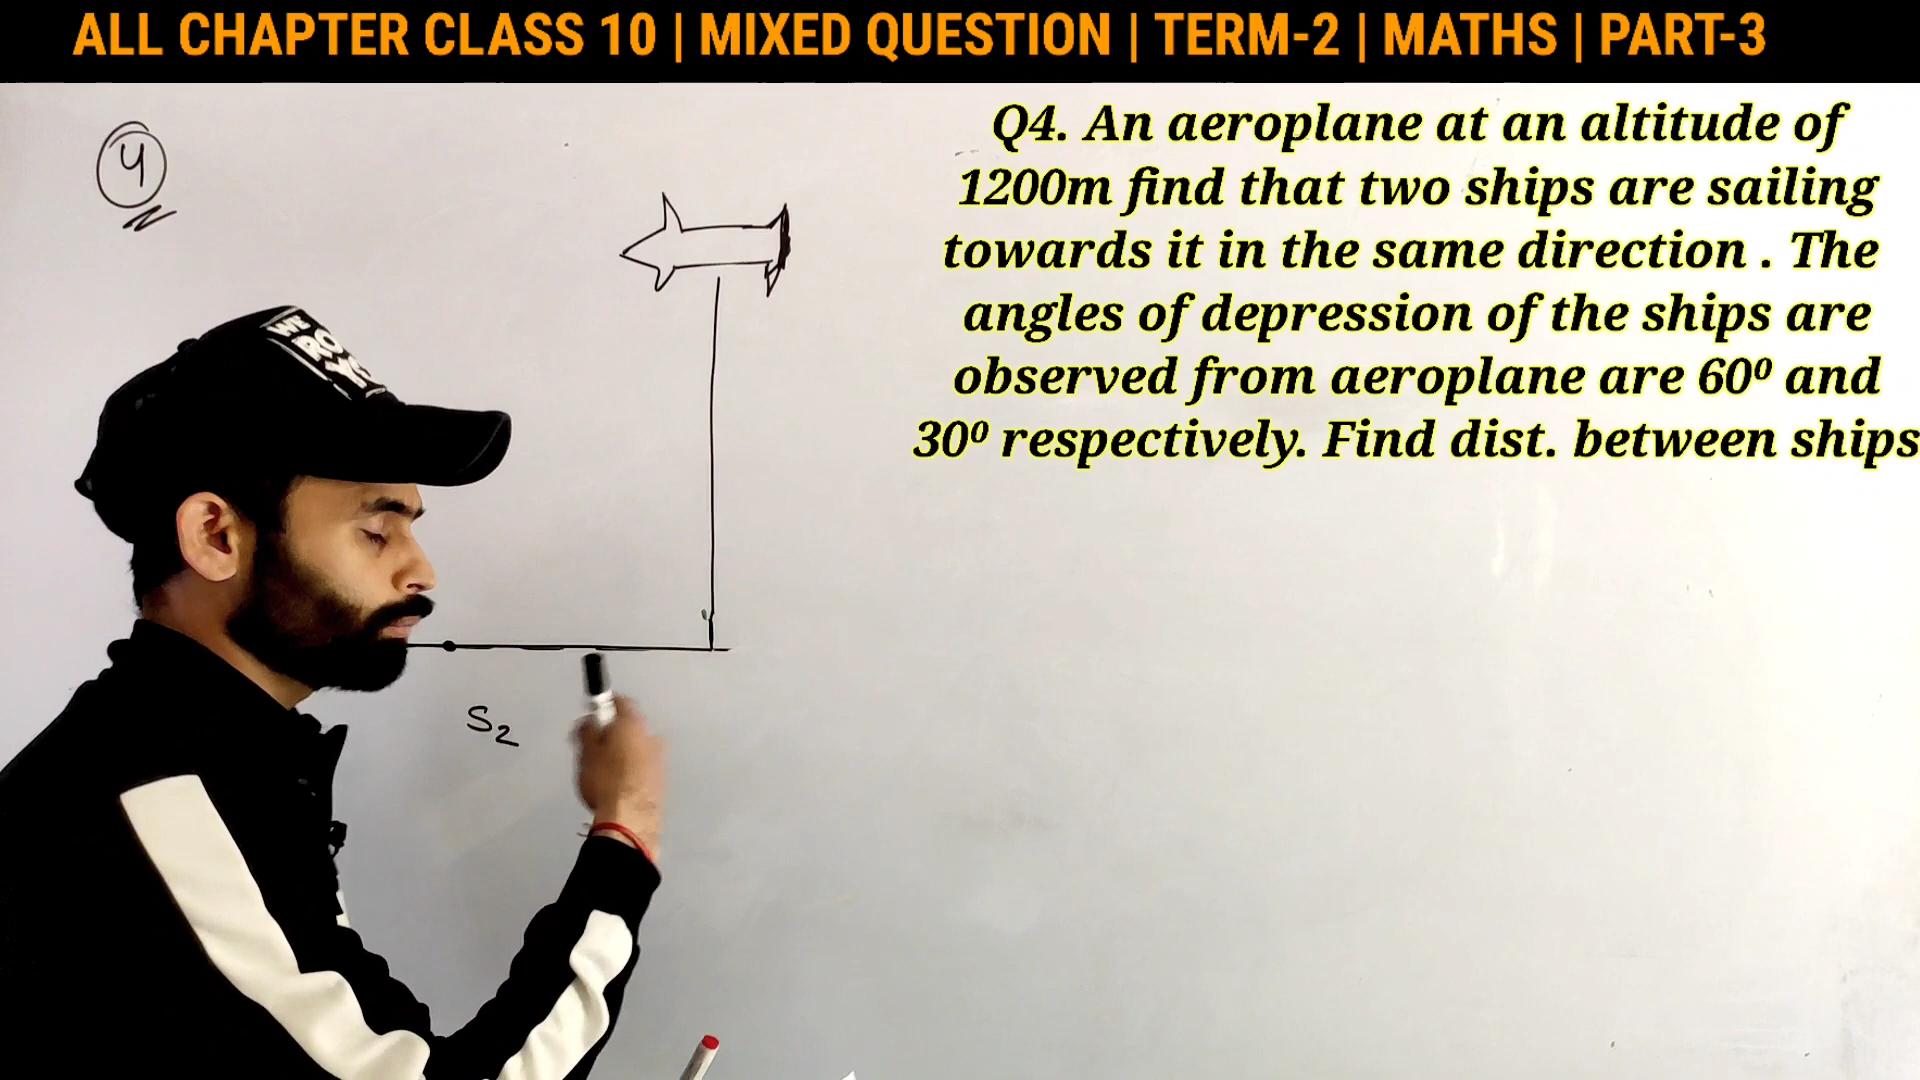 ALL CHAPTER CLASS 10 | MIXED QUESTION | TERM-2 | MATHS | PART-3
4
Q4. An aeroplane at an altitude of
1200m find that two ships are sailing
towards it in the same direction . The
angles of depression of the ships are
observed from aeroplane are 60⁰ and
30⁰ respectively. Find dist. between ships
WE
S2